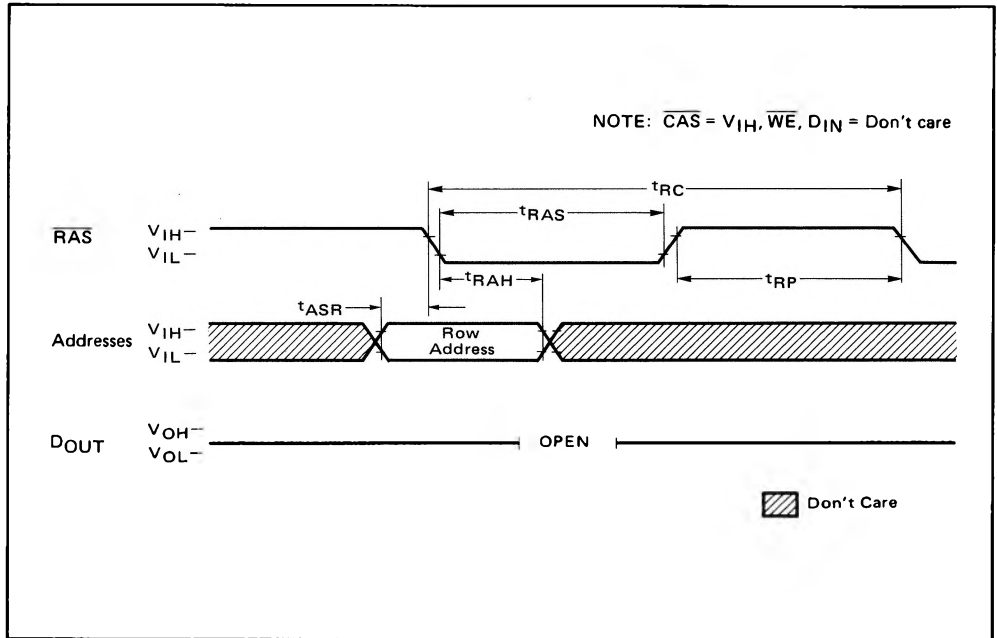 NOTE: CAS = VIH, WE, DIN = Don't care
tRC
tRAS
RAS
VIH–
VIL–
tRAH
tRP
tASR
Addresses
VIH–
VIL–
Row
Address
DOUT
VOH–
VOL–
OPEN
Don't Care